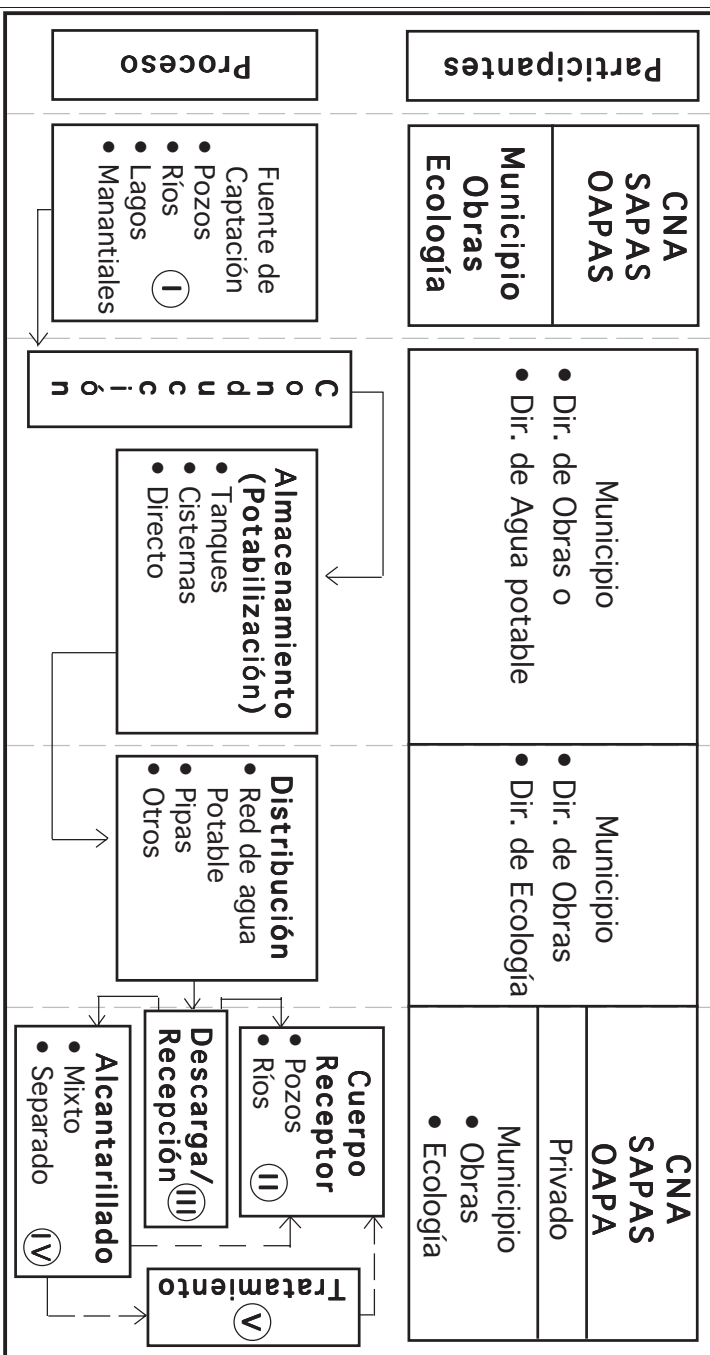 Participantes
CNA
SAPAS
OAPAS
Municipio
Obras
Ecología
Municipio
• Dir. de Obras o
• Dir. de Agua potable
Municipio
• Dir. de Obras
• Dir. de Ecología
CNA
SAPAS
OAPA
Privado
Municipio
• Obras
• Ecología
Proceso
Fuente de
Captación
• Pozos
• Ríos
• Lagos
• Manantiales
I
Conducción
Almacenamiento
(Potabilización)
• Tanques
• Cisternas
• Directo
Distribución
• Red de agua
Potable
• Pipas
• Otros
Cuerpo
Receptor
• Pozos
• Ríos
II
Descarga/
Recepción
III
Alcantarillado
• Mixto
• Separado
IV
Tratamiento
V